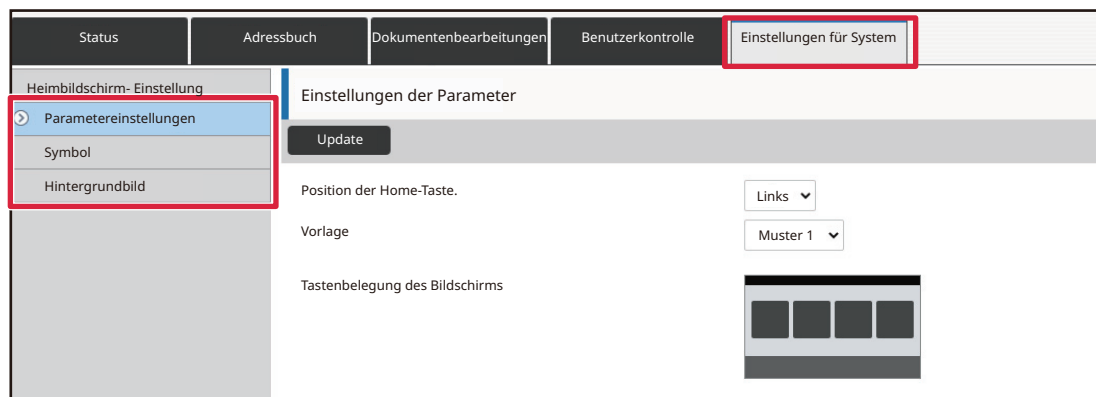 Status
Adressbuch
Dokumentenbearbeitungen
Benutzerkontrolle
Einstellungen für System
Heimbildschirm- Einstellung
Parametereinstellungen
Symbol
Hintergrundbild
Einstellungen der Parameter
Update
Position der Home-Taste.
Links
Vorlage
Muster 1
Tastenbelegung des Bildschirms